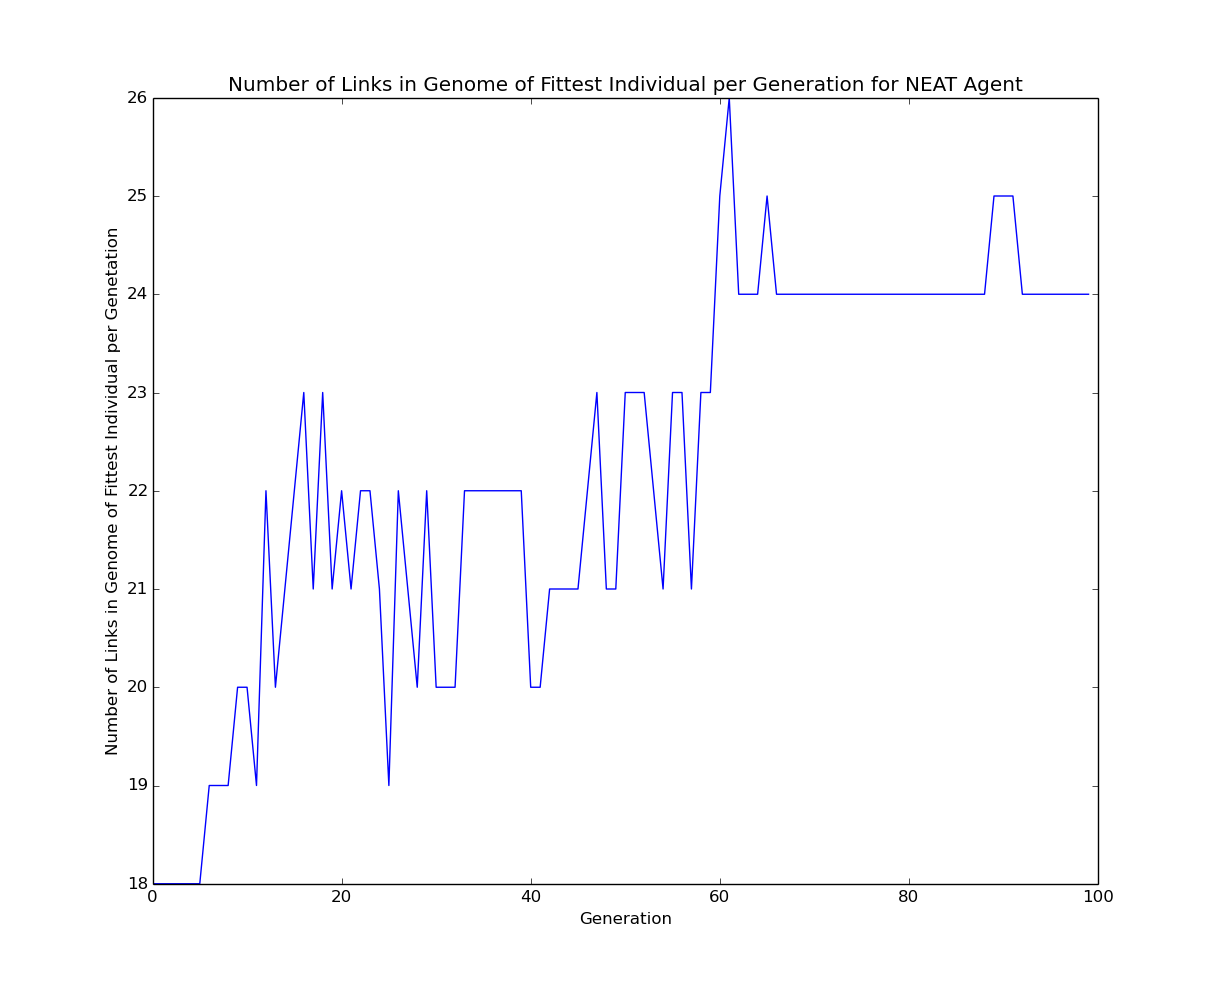 Number of Links in Genome of Fittest Individual per Generation for NEAT Agent
Number of Links in Genome of Fittest Individual per Genetation
26
25
24
23
22
21
20
19
18
0 20 40 60 80 100
Generation